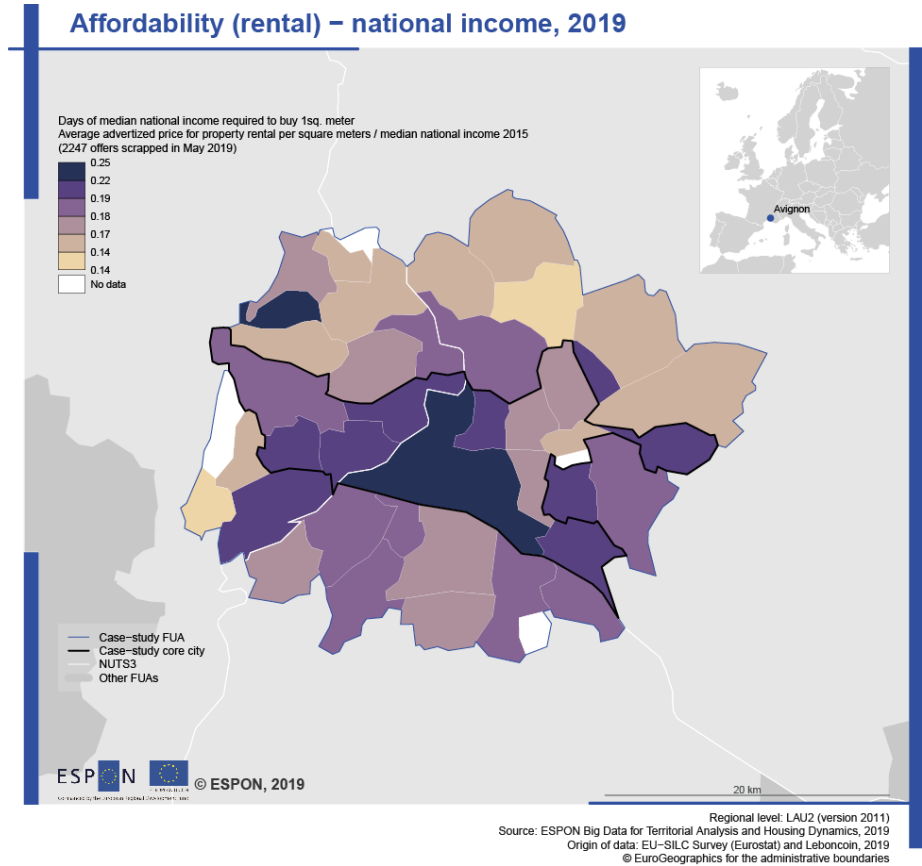 Affordability (rental) − national income, 2019
Days of median national income required to buy 1sq. meter
Average advertized price for property rental per square meters / median national income 2015
(2247 offers scrapped in May 2019)
0.25
0.22
0.19
0.18
0.17
0.14
0.14
No data
Avignon
Case−study FUA
Case−study core city
NUTS3
Other FUAs
ESPON
© ESPON, 2019
20 km
Regional level: LAU2 (version 2011)
Source: ESPON Big Data for Territorial Analysis and Housing Dynamics, 2019
Origin of data: EU−SILC Survey (Eurostat) and Leboncoin, 2019
© EuroGeographics for the administrative boundaries